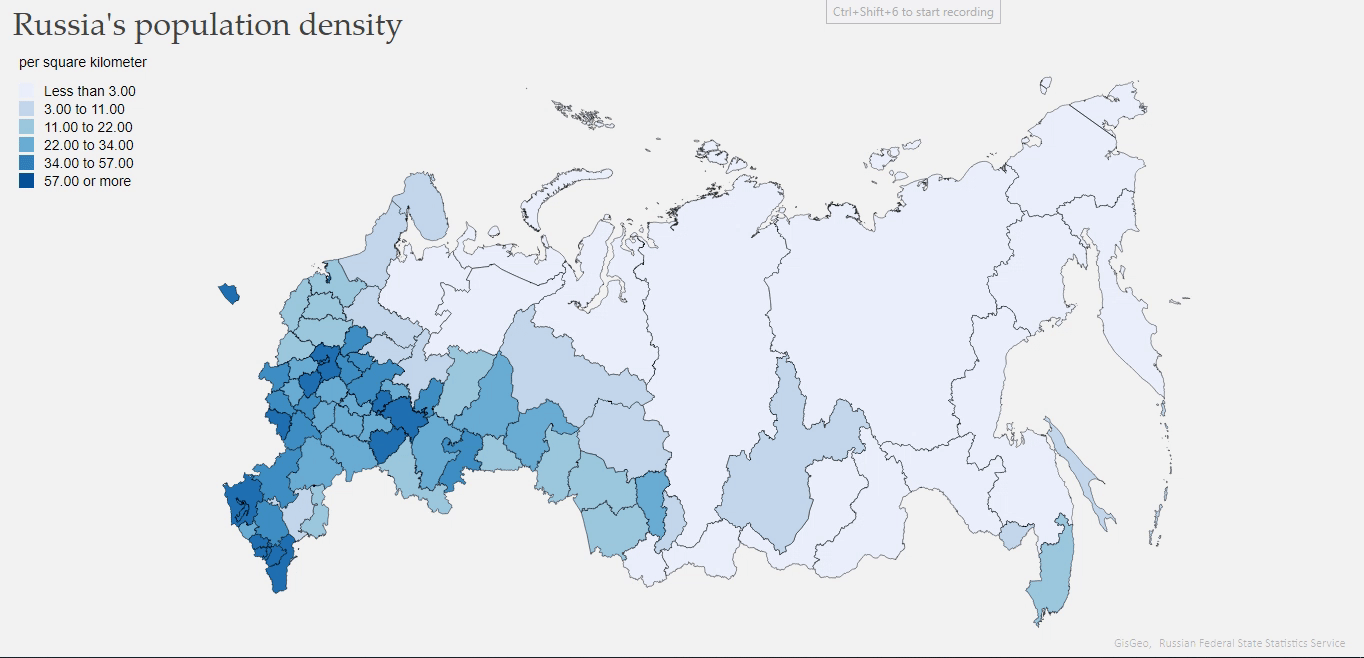 Russia's population density
Ctrl+Shift+6 to start recording
per square kilometer
Less than 3.00
3.00 to 11.00
11.00 to 22.00
22.00 to 34.00
34.00 to 57.00
57.00 or more
GisGeo, Russian Federal State Statistics Service